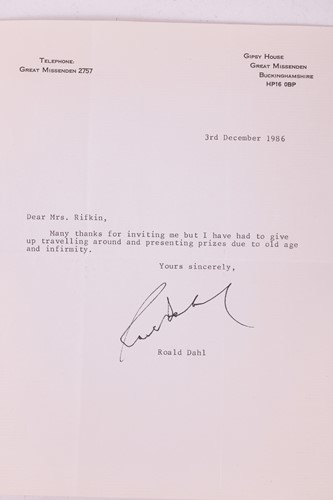 Telephone:
Great Missenden 2757
Gipsy House
Great Missenden
Buckinghamshire
HP16 0BP
3rd December 1986
Dear Mrs. Rifkin,
Many thanks for inviting me but I have had to give
up travelling around and presenting prizes due to old age
and infirmity.
Yours sincerely,
Roald Dahl
Roald Dahl